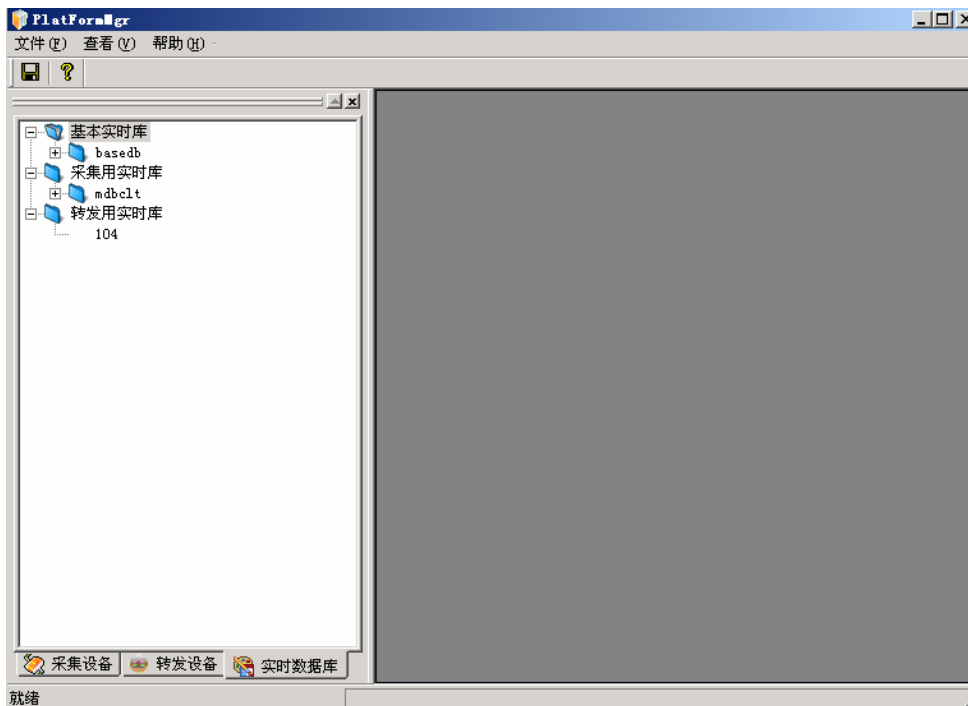 PlatFormMgr
文件(F) 查看(V) 帮助(H)
基本实时库
basedb
采集用实时库
mdbclt
转发用实时库
104
采集设备 转发设备 实时数据库
就绪